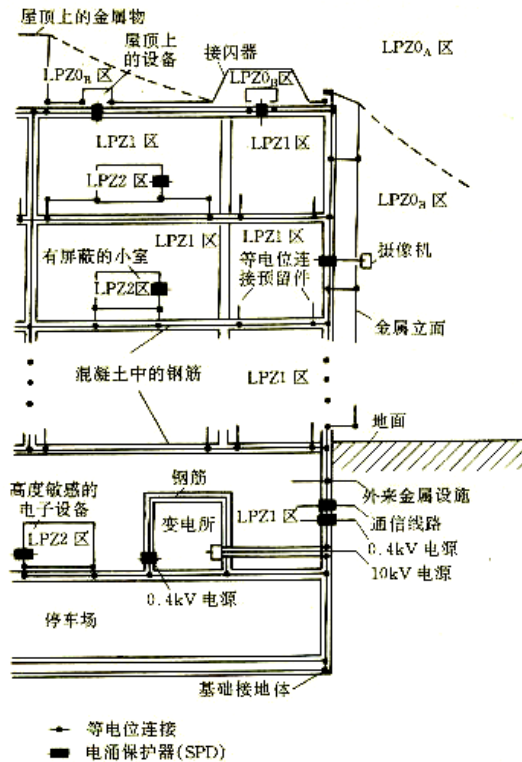 屋顶上的金属物
屋顶上
的设备
接闪器
LPZ0A 区
LPZ0B 区
LPZ0B区
LPZ1 区
LPZ1 区
LPZ2 区
LPZ0B 区
LPZ1 区
LPZ1 区
有屏蔽的小室
LPZ2区
等电位连
接预留件
摄像机
金属立面
混凝土中的钢筋
LPZ1 区
地面
钢筋
高度敏感的
电子设备
LPZ2 区
变电所
LPZ1 区
外来金属设施
通信线路
0.4kV 电源
10kV 电源
0.4kV 电源
停车场
基础接地体
等电位连接
电涌保护器(SPD)